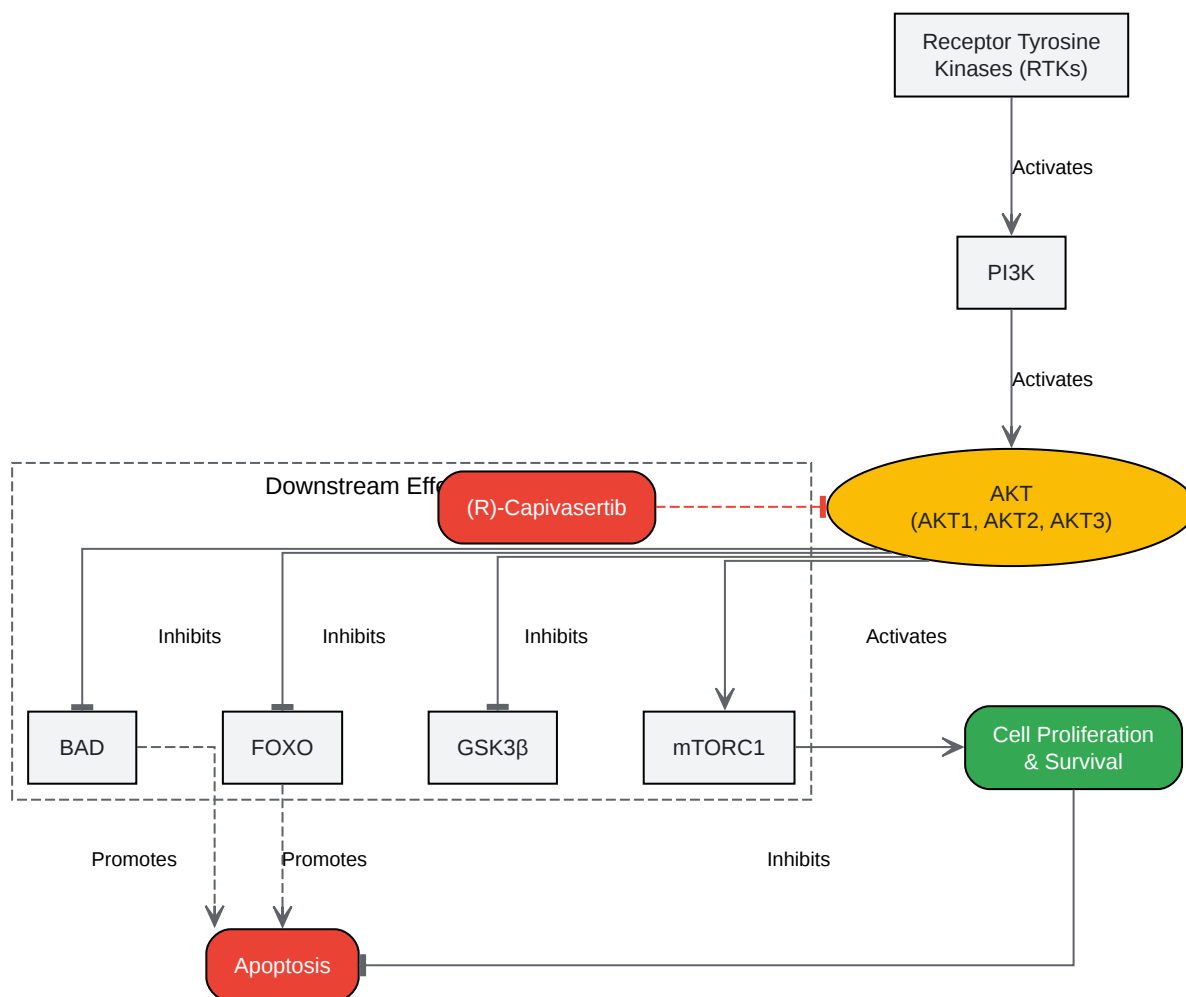 Receptor Tyrosine
Kinases (RTKs)
Activates
PI3K
Activates
Downstream
(R)-Capivasertib
AKT
(AKT1, AKT2, AKT3)
Inhibits
Inhibits
Inhibits
Activates
BAD
FOXO
GSK3β
mTORC1
Cell Proliferation
& Survival
Promotes
Promotes
Inhibits
Apoptosis